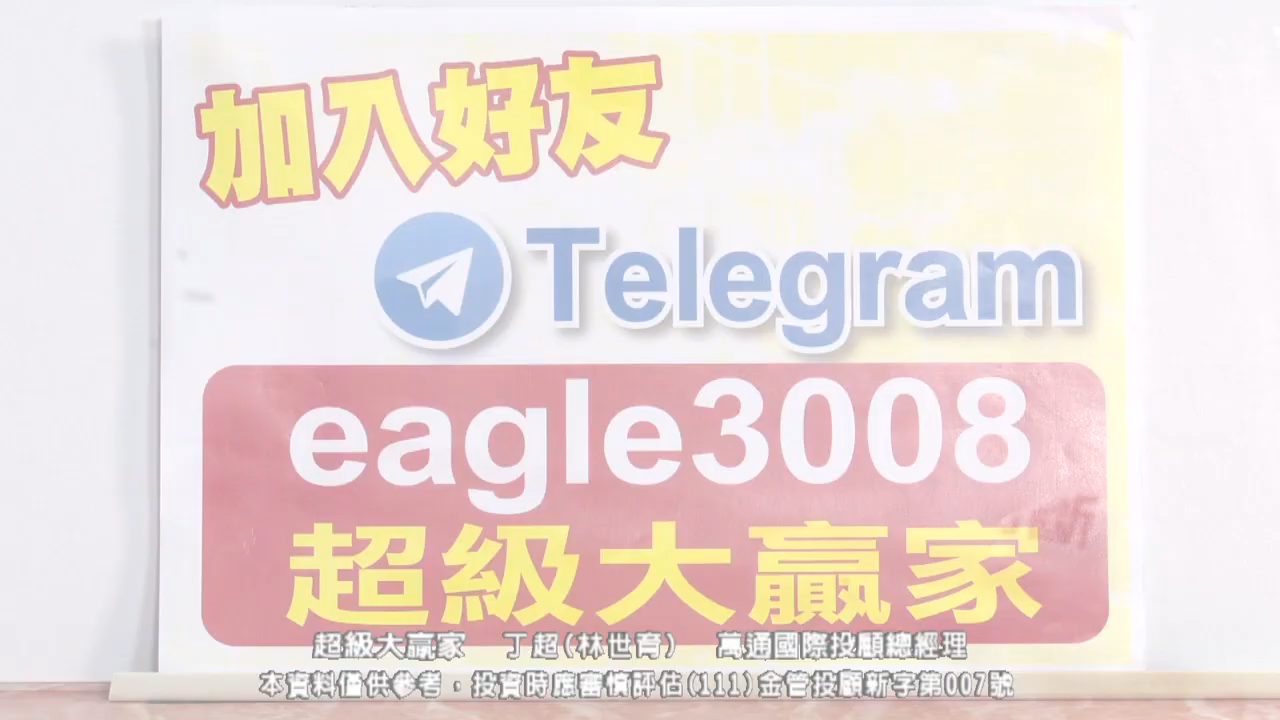 加入好友
Telegram
eagle3008
超級大贏家
超級大贏家 丁超(林世育) 萬通國際投顧總經理
本資料僅供參考,投資時應審慎評估(111)金管投顧新字第007號